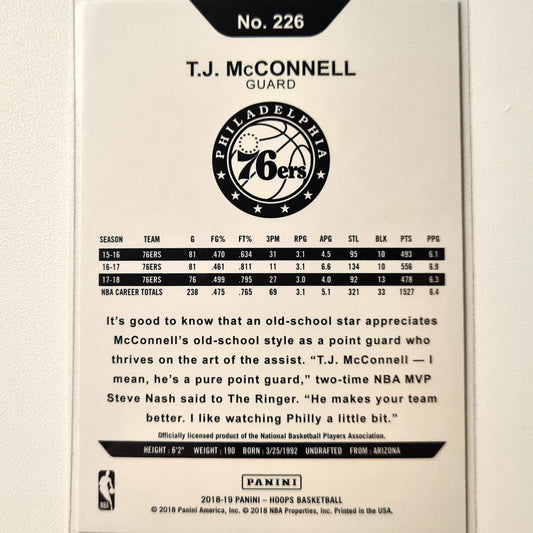 No. 226
T.J. McCONNELL
GUARD
PHILADELPHIA
76ers
SEASON TEAM G FG% FT% 3PM RPG APG STL BLK PTS PPG
15-16 76ERS 81 .470 .634 31 3.1 4.5 95 10 493 6.1
16-17 76ERS 81 .461 .811 11 3.1 6.6 134 10 556 6.9
17-18 76ERS 76 .499 .795 27 3.0 4.0 92 13 478 6.3
NBA CAREER TOTALS 238 .475 .765 69 3.1 5.1 321 33 1527 6.4
It's good to know that an old-school star appreciates
McConnell's old-school style as a point guard who
thrives on the art of the assist. “T.J. McConnell — I
mean, he's a pure point guard,” two-time NBA MVP
Steve Nash said to The Ringer. “He makes your team
better. I like watching Philly a little bit.”
Officially licensed product of the National Basketball Players Association.
HEIGHT: 6'2" WEIGHT: 190 BORN: 3/25/1992 UNDRAFTED FROM: ARIZONA
NBA
PANINI
2018-19 PANINI – HOOPS BASKETBALL
© 2018 Panini America, Inc. © 2018 NBA Properties, Inc. Printed in the USA.